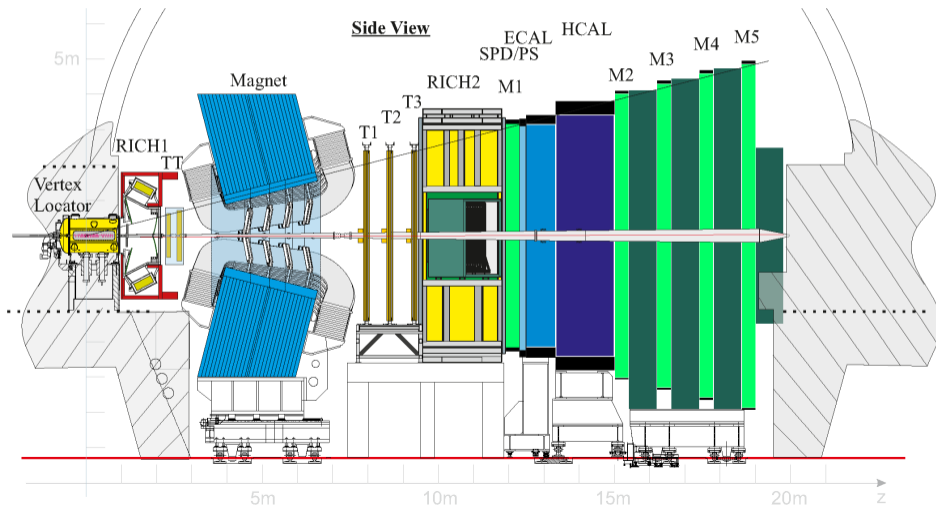 Side View
ECAL
HCAL
SPD/PS
M1
M2
M3
M4
M5
5m
Magnet
RICH2
T1
T2
T3
RICH1
TT
Vertex
Locator
5m
10m
15m
20m
z